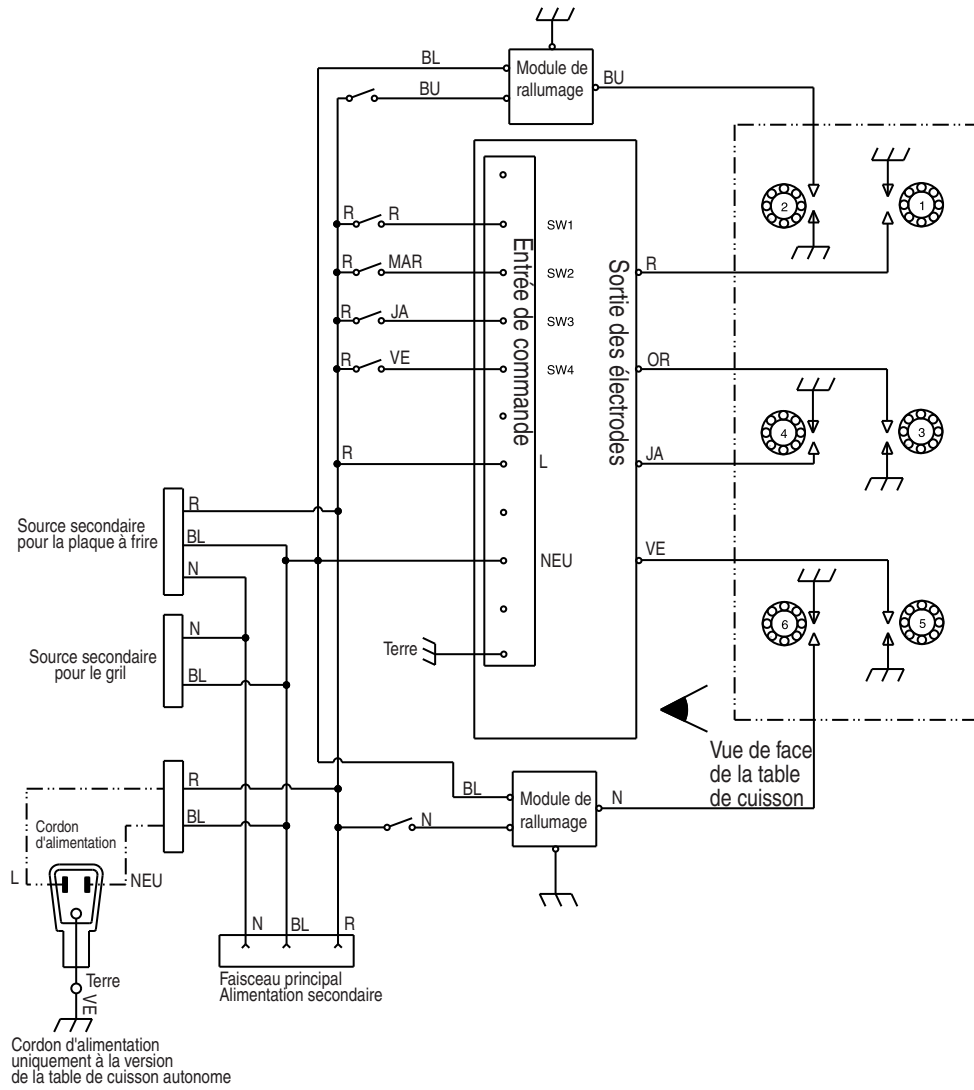 BL
Module de
rallumage
BU
BU
2
1
R
R
SW1
R
MAR
SW2
R
JA
SW3
R
VE
SW4
Entrée de commande
Sortie des électrodes
R
OR
4
3
JA
R
L
R
Source secondaire
pour la plaque à frire
BL
N
NEU
VE
6
5
N
Source secondaire
pour le gril
BL
Terre
Vue de face
de la table
de cuisson
R
BL
Module de
rallumage
N
BL
N
Cordon
d'alimentation
L
NEU
N
BL
R
Faisceau principal
Alimentation secondaire
Terre
VE
Cordon d'alimentation
uniquement à la version
de la table de cuisson autonome